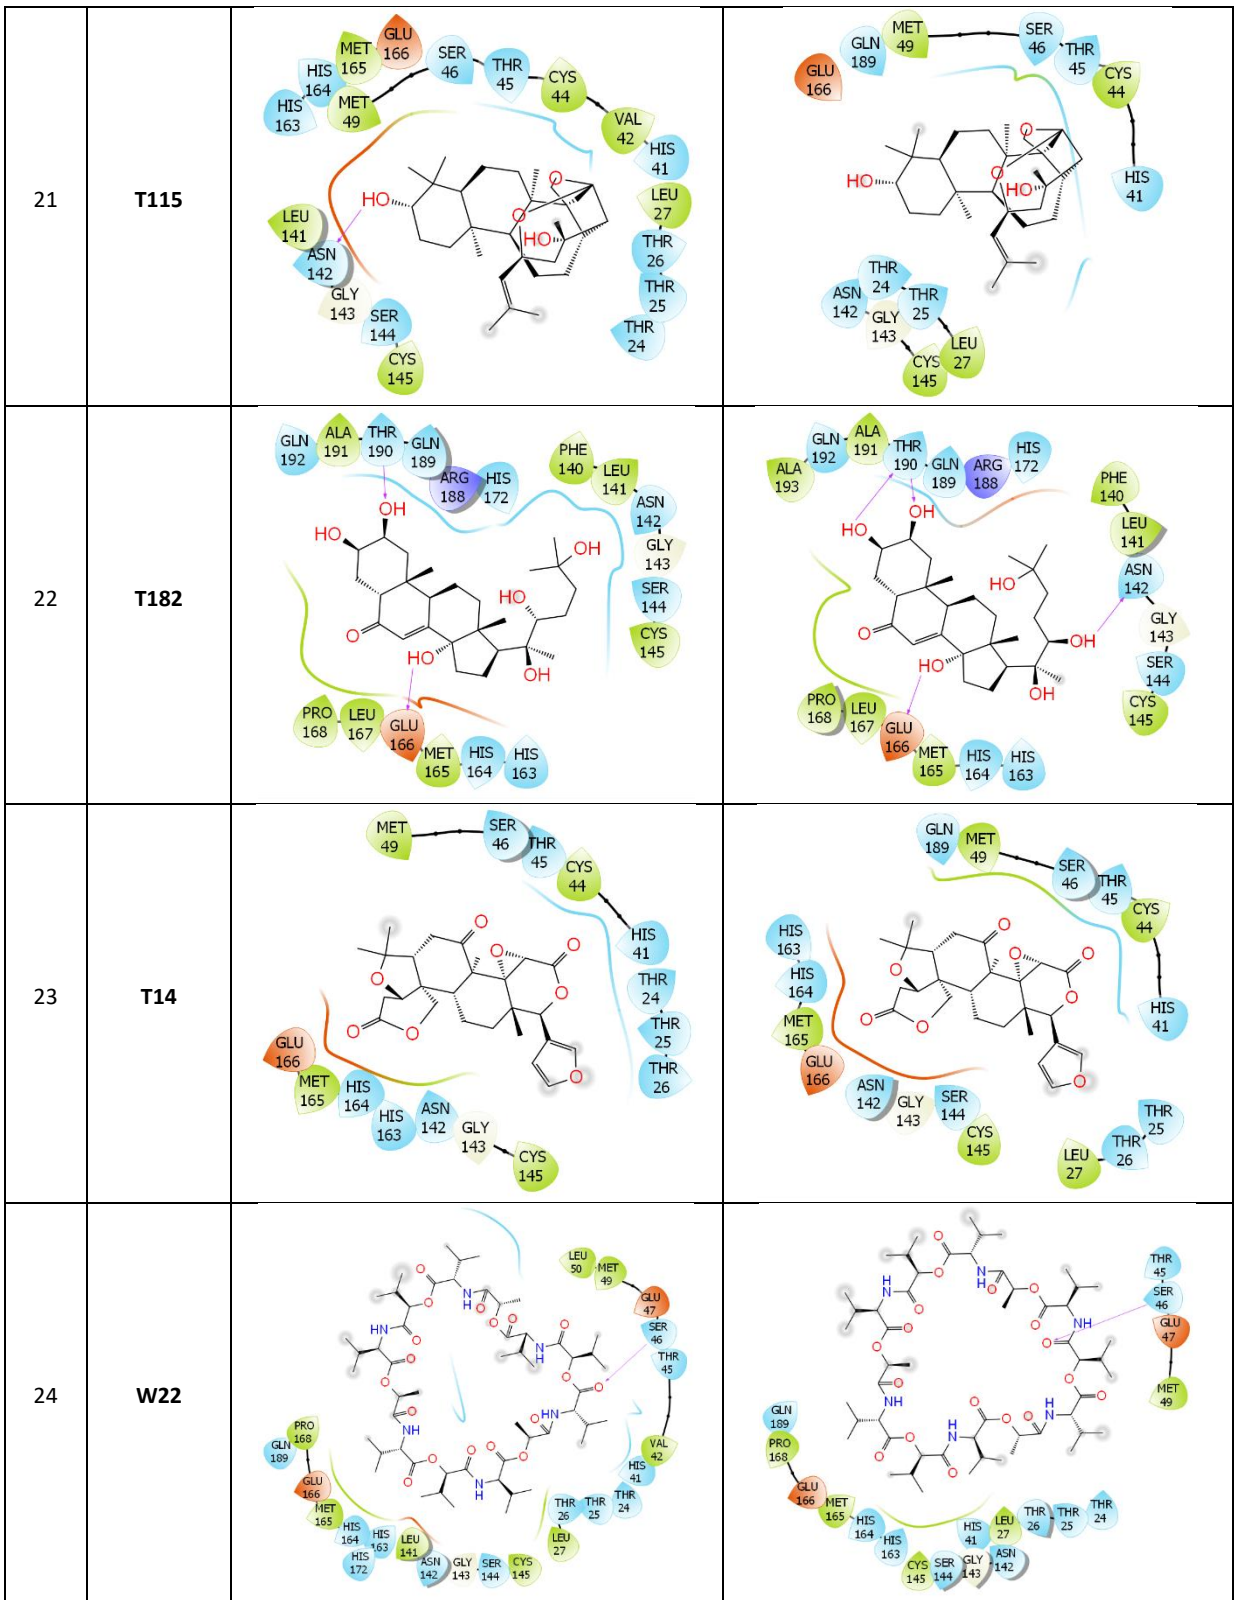 21
T115
GLU
166
MET
165
SER
46
THR
45
HIS
164
CYS
44
MET
49
HIS
163
VAL
42
HIS
41
LEU
27
THR
26
THR
25
THR
24
HO
O
O
HO
LEU
141
ASN
142
GLY
143
SER
144
CYS
145
MET
49
SER
46
GLN
189
THR
45
GLU
166
CYS
44
HIS
41
O
O
HO
HO
THR
24
ASN
142
THR
25
GLY
143
LEU
27
CYS
145
22
T182
GLN
192
ALA
191
THR
190
GLN
189
ARG
188
HIS
172
PHE
140
LEU
141
ASN
142
GLY
143
SER
144
CYS
145
OH
HO
OH
HO
O
HO
OH
PRO
168
LEU
167
GLU
166
MET
165
HIS
164
HIS
163
ALA
193
GLN
192
ALA
191
THR
190
GLN
189
ARG
188
HIS
172
PHE
140
LEU
141
ASN
142
GLY
143
SER
144
CYS
145
OH
HO
HO
OH
O
HO
OH
PRO
168
LEU
167
GLU
166
MET
165
HIS
164
HIS
163
23
T14
MET
49
SER
46
THR
45
CYS
44
HIS
41
THR
24
THR
25
THR
26
O
O
O
O
O
O
O
O
GLU
166
MET
165
HIS
164
HIS
163
ASN
142
GLY
143
CYS
145
GLN
189
MET
49
SER
46
THR
45
CYS
44
HIS
41
HIS
163
HIS
164
MET
165
GLU
166
O
O
O
O
O
O
O
O
ASN
142
GLY
143
SER
144
CYS
145
THR
25
THR
26
LEU
27
24
W22
LEU
50
MET
49
GLU
47
SER
46
THR
45
VAL
42
HIS
41
THR
24
THR
25
THR
26
LEU
27
PRO
168
GLN
189
GLU
166
MET
165
HIS
164
HIS
163
HIS
172
LEU
141
ASN
142
GLY
143
SER
144
CYS
145
THR
45
SER
46
GLU
47
MET
49
GLN
189
PRO
168
GLU
166
MET
165
HIS
164
HIS
163
HIS
41
LEU
27
THR
26
THR
25
THR
24
CYS
145
SER
144
GLY
143
ASN
142